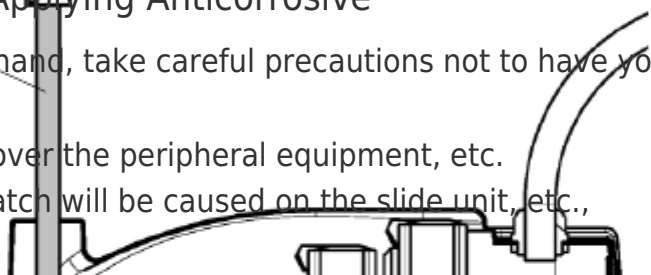 Applying Anticorrosive
hand, take careful precautions not to have yo
over the peripheral equipment, etc.
atch will be caused on the slide unit, etc.,